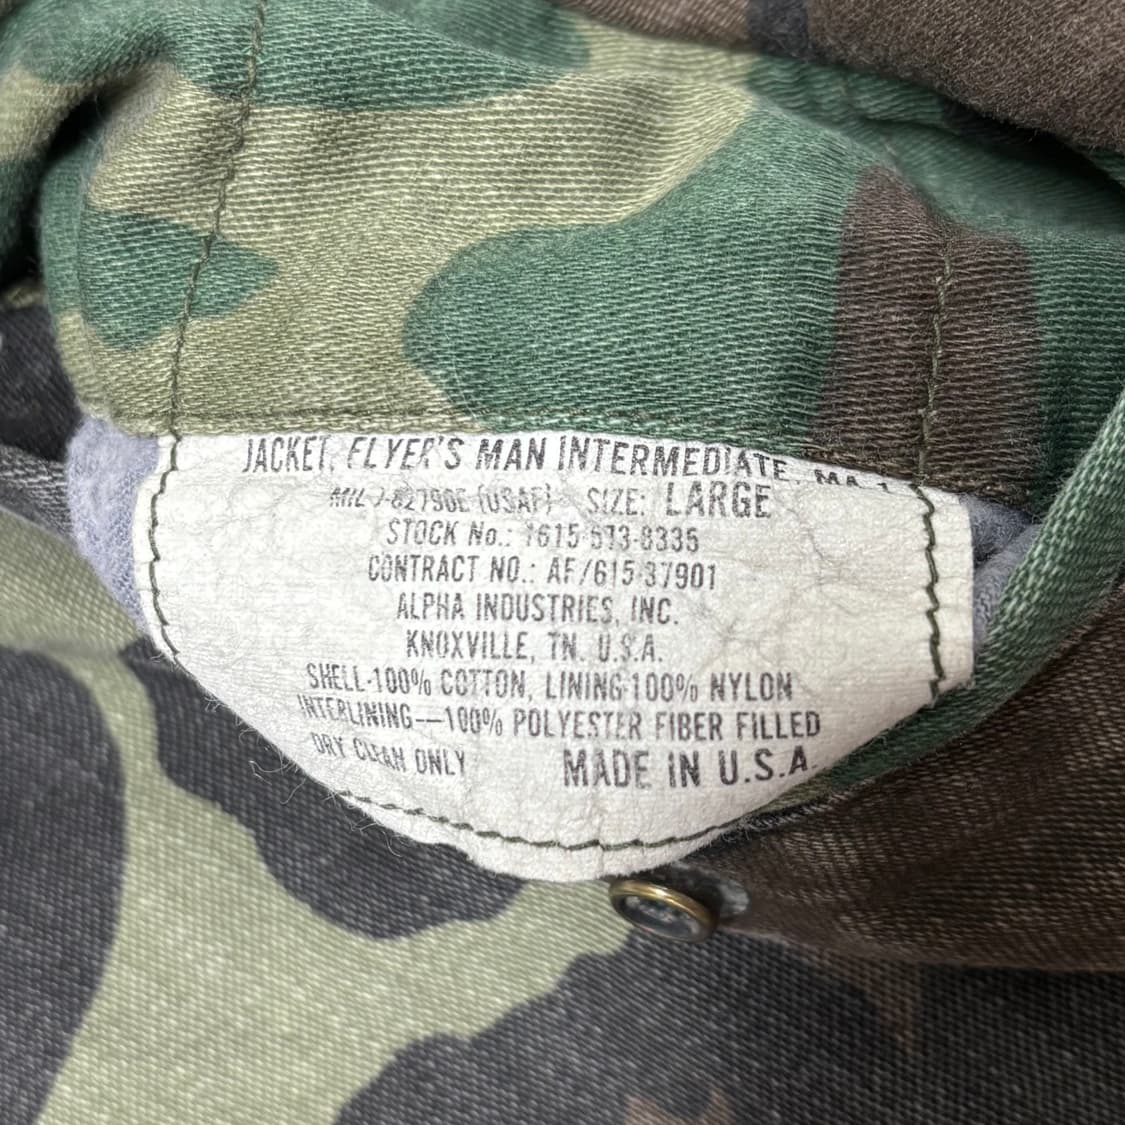 JACKET, FLYER'S MAN INTERMEDIATE, MA-1
MIL-J-8279OE (USAF) SIZE: LARGE
STOCK No.: 1615-573-8335
CONTRACT NO.: AF/615-37901
ALPHA INDUSTRIES, INC.
KNOXVILLE, TN. U.S.A.
SHELL-100% COTTON, LINING-100% NYLON
INTERLINING--100% POLYESTER FIBER FILLED
DRY CLEAN ONLY MADE IN U.S.A.